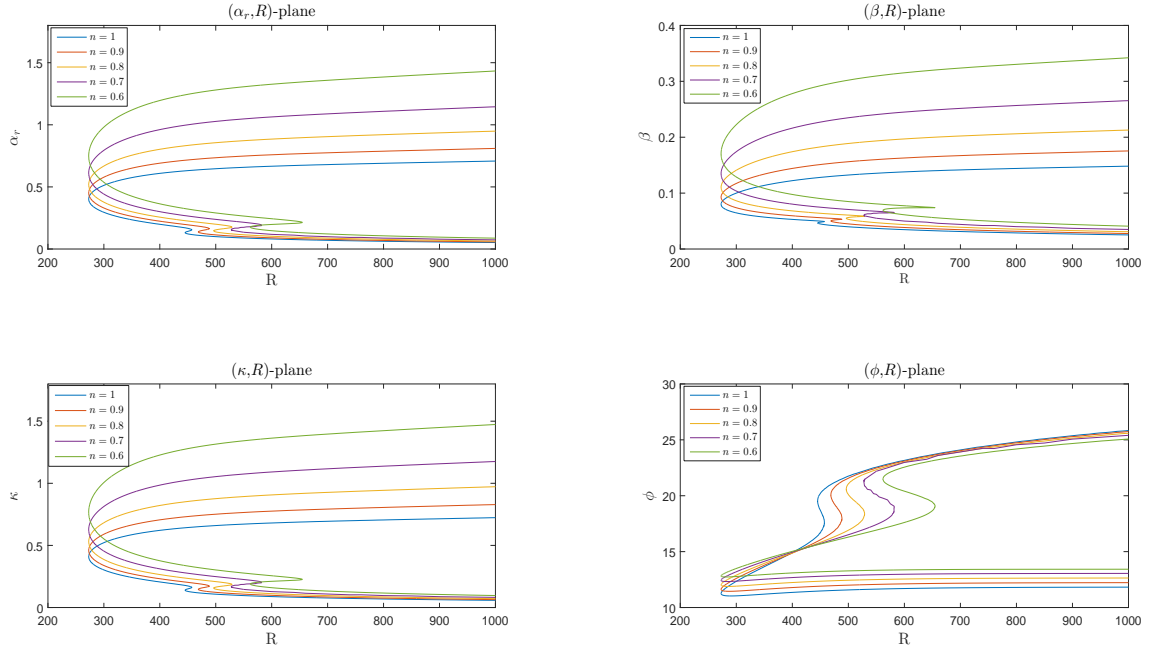 (α_r,R)-plane
n = 1
n = 0.9
n = 0.8
n = 0.7
n = 0.6
1.5
1
0.5
0
α_r
200 300 400 500 600 700 800 900 1000
R
(β,R)-plane
n = 1
n = 0.9
n = 0.8
n = 0.7
n = 0.6
0.4
0.3
0.2
0.1
0
β
200 300 400 500 600 700 800 900 1000
R
(κ,R)-plane
n = 1
n = 0.9
n = 0.8
n = 0.7
n = 0.6
1.5
1
0.5
0
κ
200 300 400 500 600 700 800 900 1000
R
(ϕ,R)-plane
n = 1
n = 0.9
n = 0.8
n = 0.7
n = 0.6
30
25
20
15
10
ϕ
200 300 400 500 600 700 800 900 1000
R